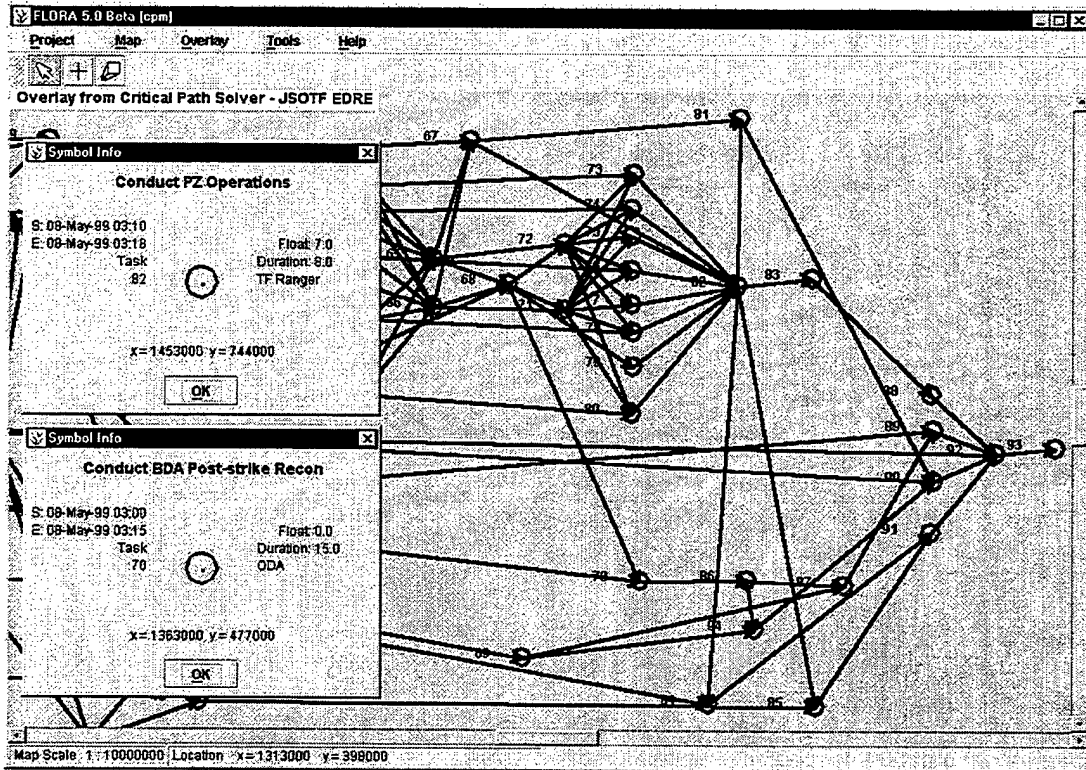 FLORA 5.0 Beta [cpm]
Project Map Overlay Tools Help
Overlay from Critical Path Solver - JSOTF EDRE
Symbol Info
Conduct PZ Operations
S: 08-May-99 03:10
E: 08-May-99 03:18
Float: 7.0
Task
Duration: 8.0
82
TF Ranger
x=1453000 y=744000
OK
Symbol Info
Conduct BDA Post-strike Recon
S: 08-May-99 03:00
E: 08-May-99 03:15
Float: 0.0
Task
Duration: 15.0
70
ODA
x=1363000 y=477000
OK
67
81
73
74
72
68
82
83
80
88
89
92
93
90
91
86
87
85
Map Scale 1 : 10000000 Location x=1313000 y=398000